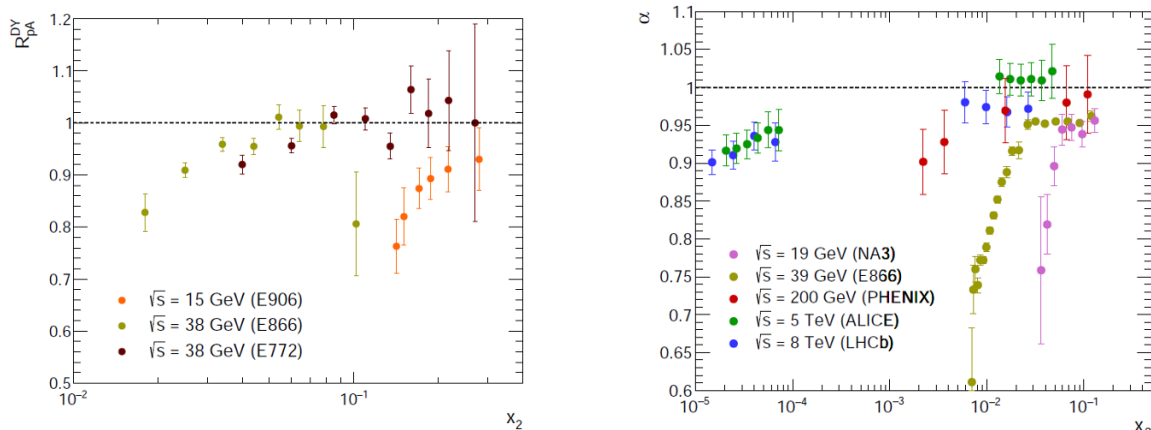 R_pA^DY
1.2
1.1
1
0.9
0.8
0.7
0.6
0.5
√s = 15 GeV (E906)
√s = 38 GeV (E866)
√s = 38 GeV (E772)
10⁻²
10⁻¹
x₂
α
1.1
1.05
1
0.95
0.9
0.85
0.8
0.75
0.7
0.65
0.6
√s = 19 GeV (NA3)
√s = 39 GeV (E866)
√s = 200 GeV (PHENIX)
√s = 5 TeV (ALICE)
√s = 8 TeV (LHCb)
10⁻⁵
10⁻⁴
10⁻³
10⁻²
10⁻¹